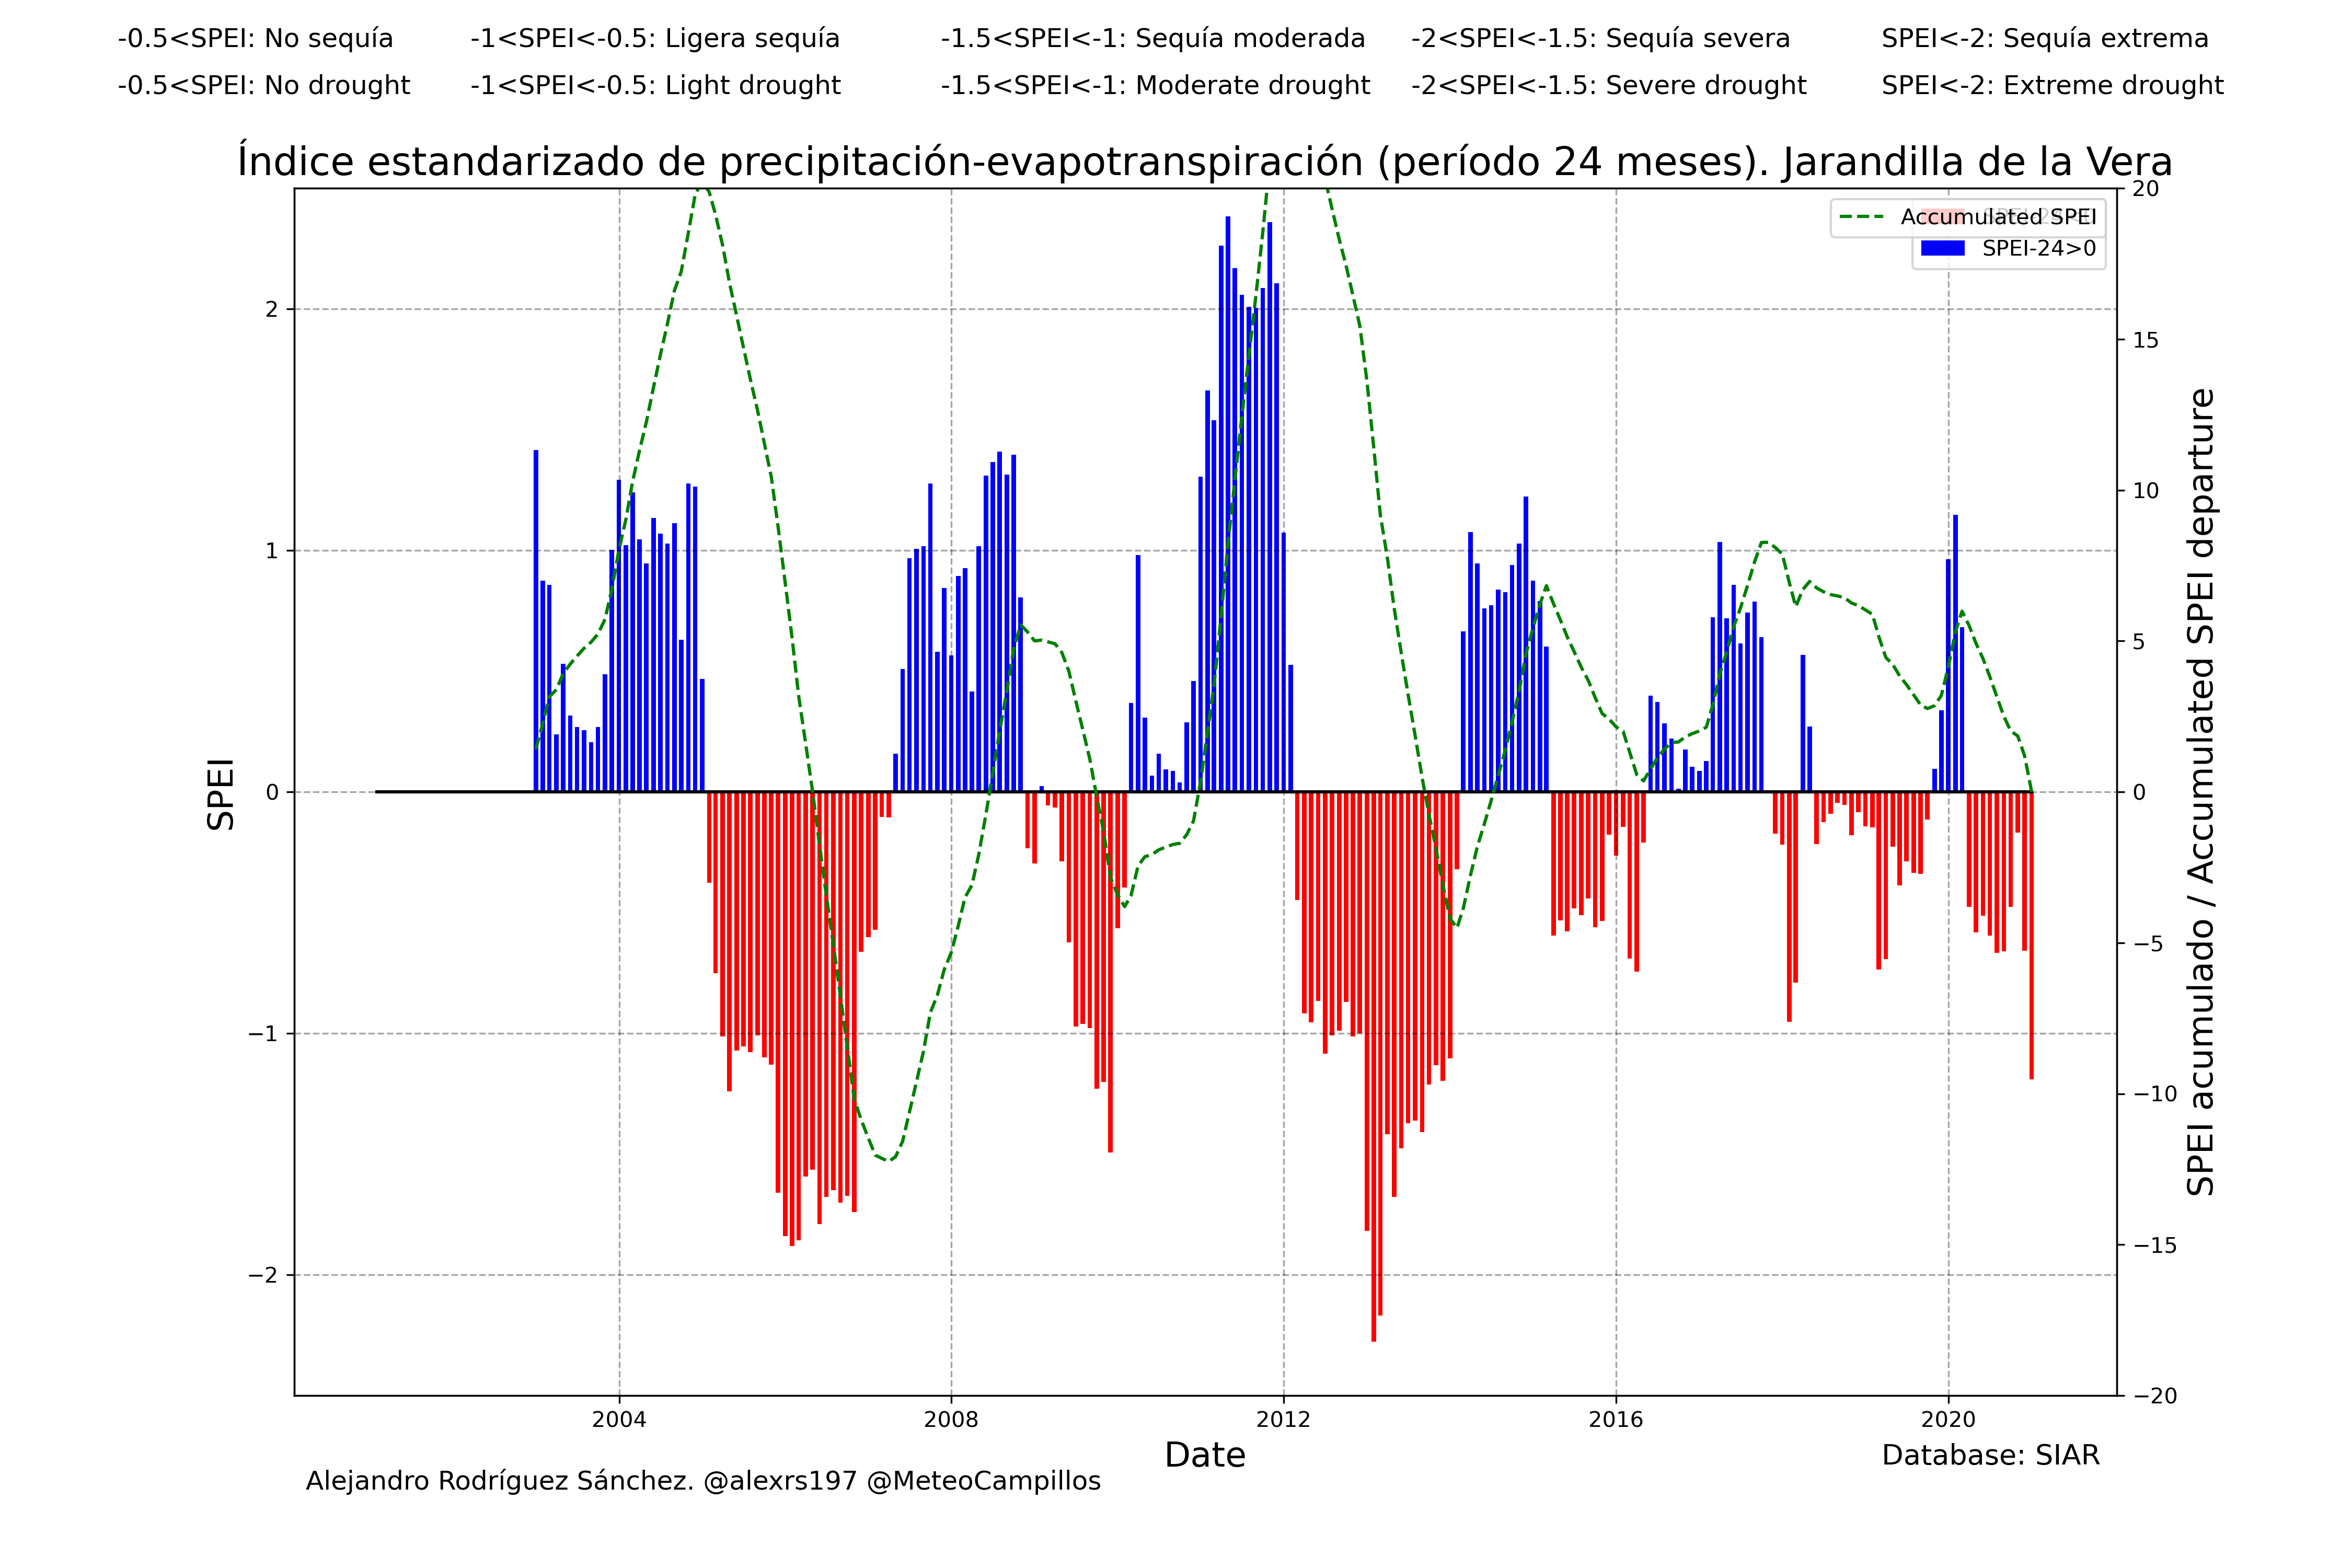 -0.5<SPEI: No sequía
-1<SPEI<-0.5: Ligera sequía
-1.5<SPEI<-1: Sequía moderada
-2<SPEI<-1.5: Sequía severa
SPEI<-2: Sequía extrema
-0.5<SPEI: No drought
-1<SPEI<-0.5: Light drought
-1.5<SPEI<-1: Moderate drought
-2<SPEI<-1.5: Severe drought
SPEI<-2: Extreme drought
Índice estandarizado de precipitación-evapotranspiración (período 24 meses). Jarandilla de la Vera
Accumulated SPEI
SPEI-24>0
SPEI
2
1
0
−1
−2
20
15
10
5
0
−5
−10
−15
−20
SPEI acumulado / Accumulated SPEI departure
2004
2008
2012
2016
2020
Date
Database: SIAR
Alejandro Rodríguez Sánchez. @alexrs197 @MeteoCampillos